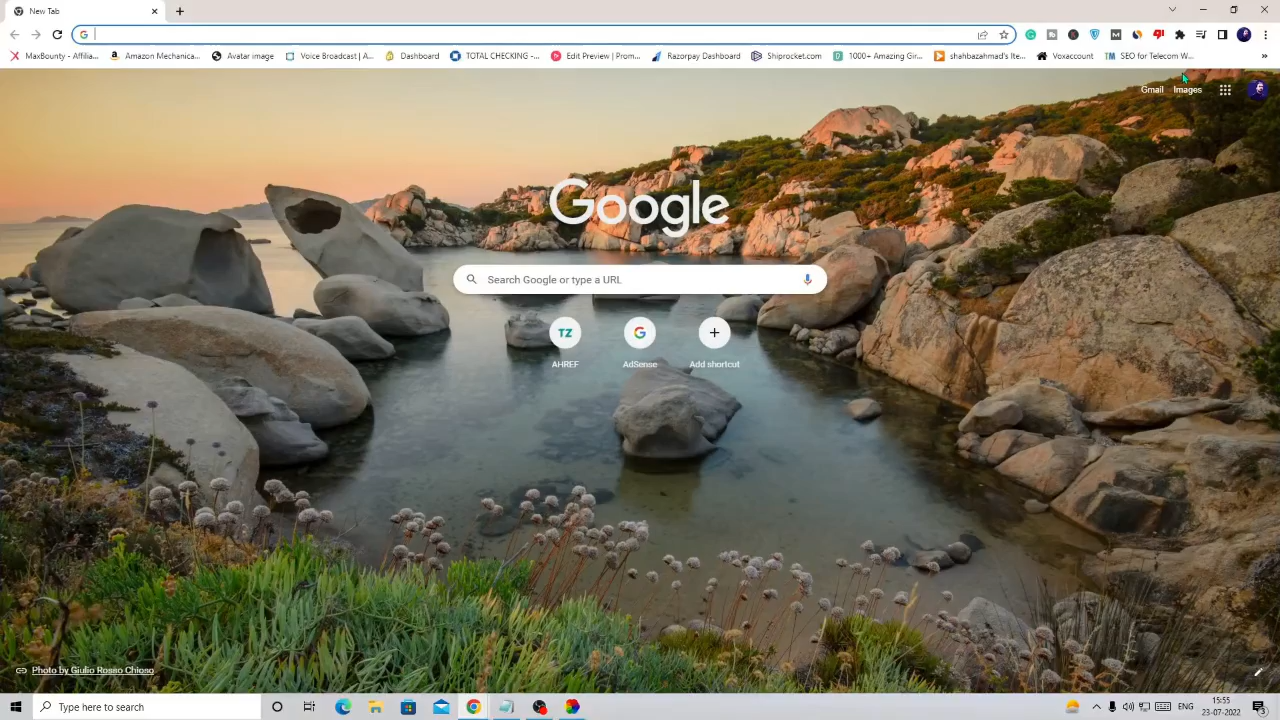 New Tab
MaxBounty - Affilia...
Amazon Mechanica...
Avatar image
Voice Broadcast | A...
Dashboard
TOTAL CHECKING -...
Edit Preview | Prom...
Razorpay Dashboard
Shiprocket.com
1000+ Amazing Gir...
shahbazahmad's Ite...
Voxaccount
TM SEO for Telecom W...
»
Gmail
Images
Google
Search Google or type a URL
TZ
AHREF
AdSense
Add shortcut
Photo by Giulio Rosso Chioso
Type here to search
ENG
15:55
23-07-2022